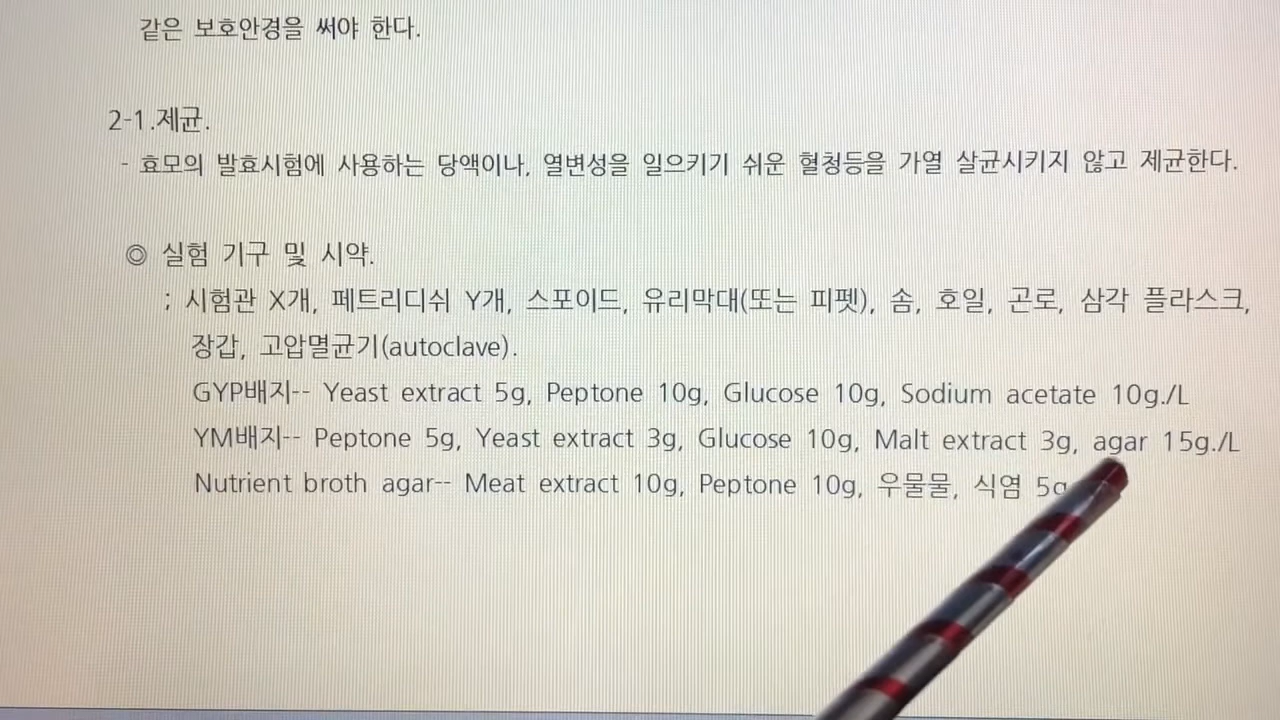 같은 보호안경을 써야 한다.
2-1.제균.
- 효모의 발효시험에 사용하는 당액이나, 열변성을 일으키기 쉬운 혈청등을 가열 살균시키지 않고 제균한다.
◎ 실험 기구 및 시약.
; 시험관 X개, 페트리디쉬 Y개, 스포이드, 유리막대(또는 피펫), 솜, 호일, 곤로, 삼각 플라스크,
장갑, 고압멸균기(autoclave).
GYP배지-- Yeast extract 5g, Peptone 10g, Glucose 10g, Sodium acetate 10g./L
YM배지-- Peptone 5g, Yeast extract 3g, Glucose 10g, Malt extract 3g, agar 15g./L
Nutrient broth agar-- Meat extract 10g, Peptone 10g, 우물물, 식염 5g